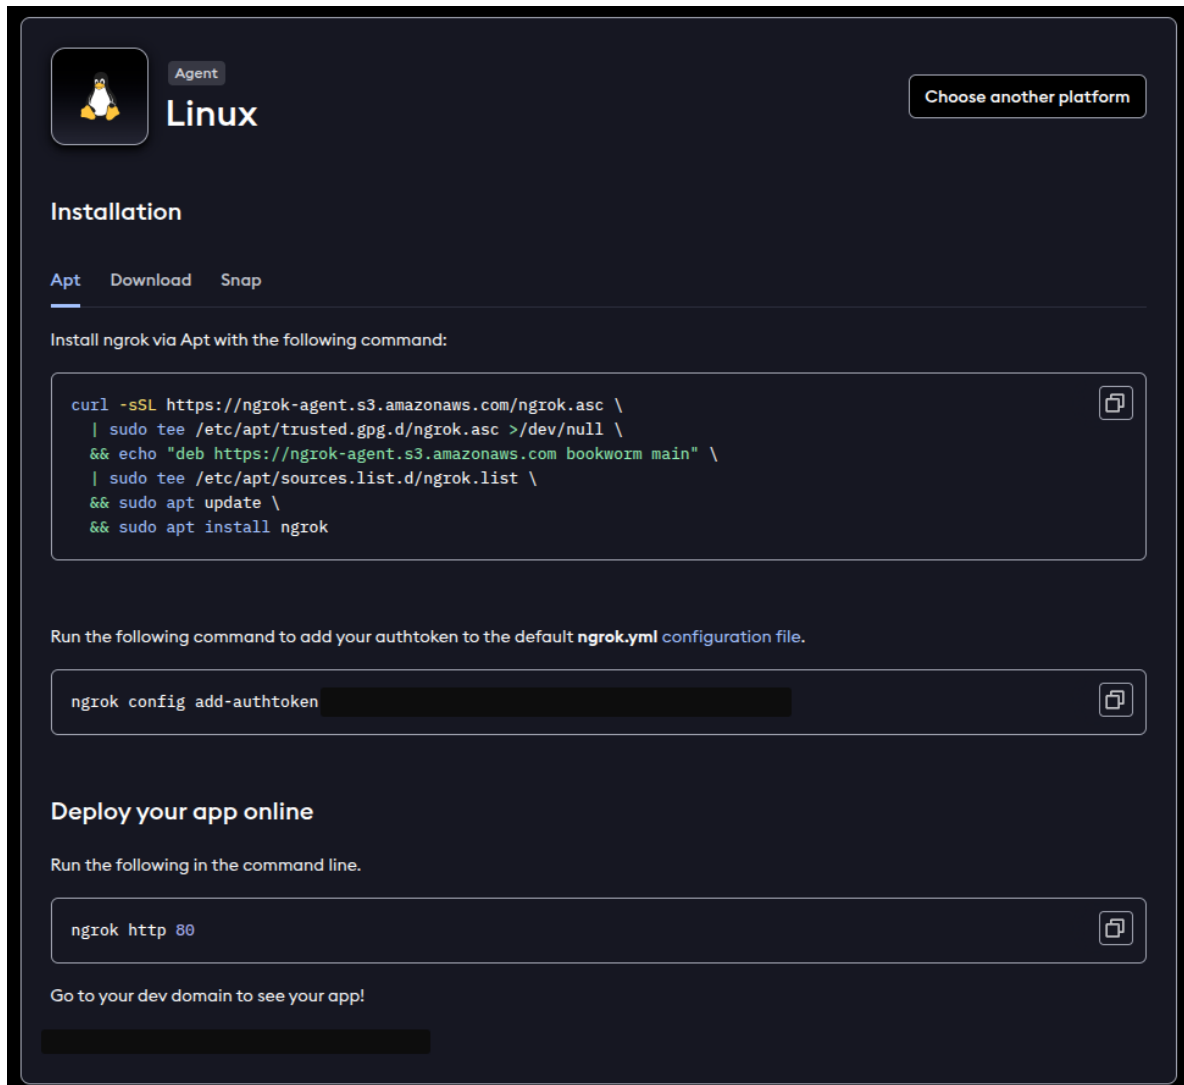 Agent
Linux
Choose another platform
Installation
Apt Download Snap
Install ngrok via Apt with the following command:
curl -sSL https://ngrok-agent.s3.amazonaws.com/ngrok.asc \
| sudo tee /etc/apt/trusted.gpg.d/ngrok.asc >/dev/null \
&& echo "deb https://ngrok-agent.s3.amazonaws.com bookworm main" \
| sudo tee /etc/apt/sources.list.d/ngrok.list \
&& sudo apt update \
&& sudo apt install ngrok
Run the following command to add your authtoken to the default ngrok.yml configuration file.
ngrok config add-authtoken
Deploy your app online
Run the following in the command line.
ngrok http 80
Go to your dev domain to see your app!